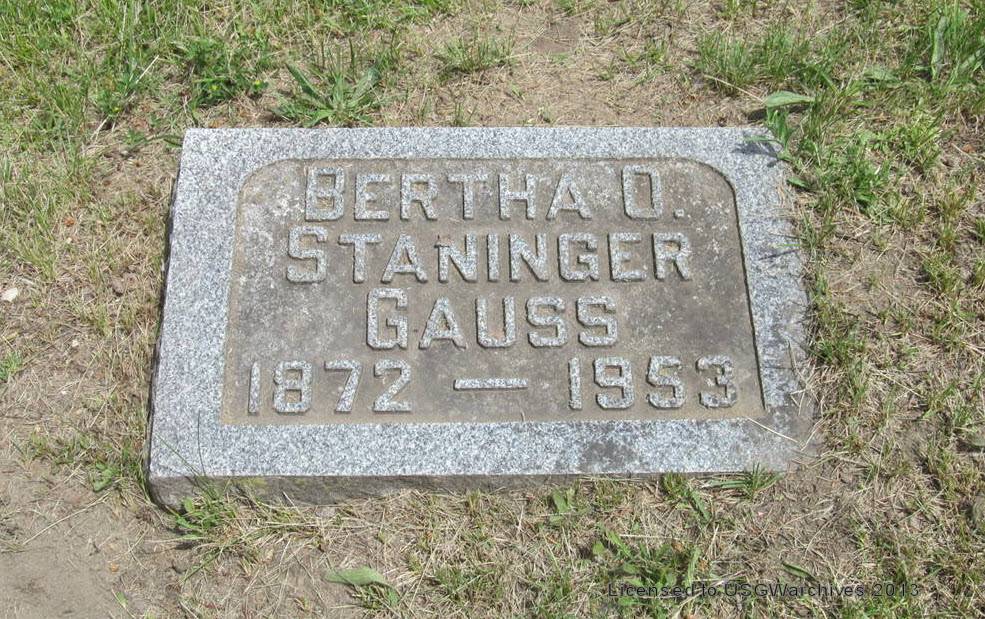 BERTHA O.
STANINGER
GAUSS
1872 — 1953
Licensed to USGWarchives 2013